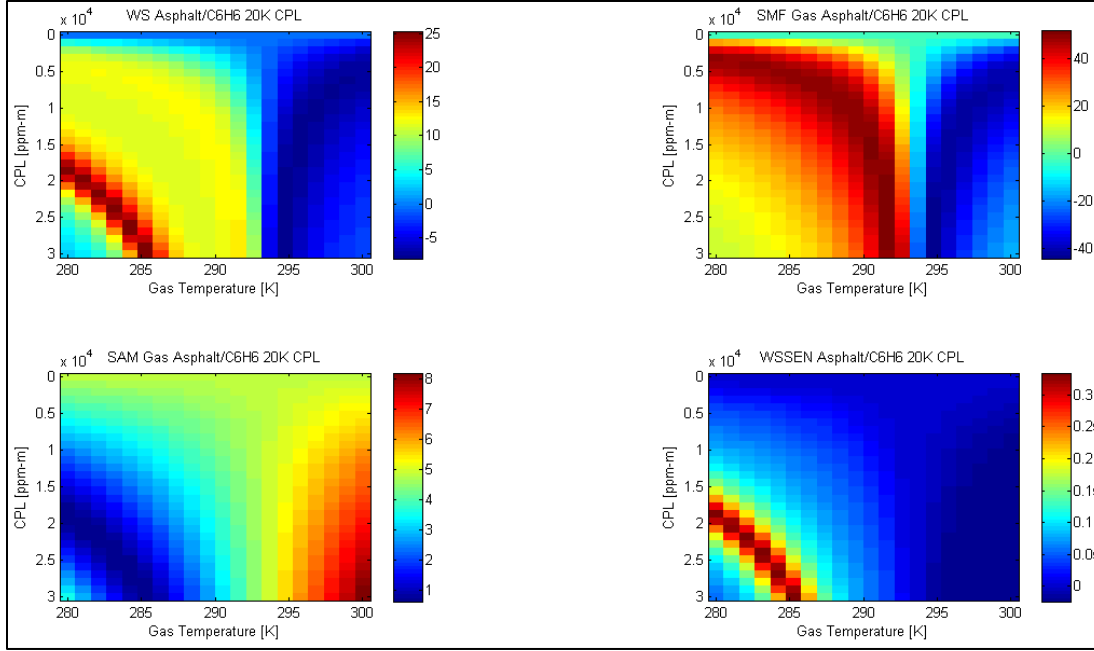 WS Asphalt/C6H6 20K CPL
x 10^4
0
0.5
1
1.5
2
2.5
3
CPL [ppm-m]
280 285 290 295 300
Gas Temperature [K]
25
20
15
10
5
0
-5
SMF Gas Asphalt/C6H6 20K CPL
x 10^4
0
0.5
1
1.5
2
2.5
3
CPL [ppm-m]
280 285 290 295 300
Gas Temperature [K]
40
20
0
-20
-40
SAM Gas Asphalt/C6H6 20K CPL
x 10^4
0
0.5
1
1.5
2
2.5
3
CPL [ppm-m]
280 285 290 295 300
Gas Temperature [K]
8
7
6
5
4
3
2
1
WSSEN Asphalt/C6H6 20K CPL
x 10^4
0
0.5
1
1.5
2
2.5
3
CPL [ppm-m]
280 285 290 295 300
Gas Temperature [K]
0.3
0.2
0.1
0